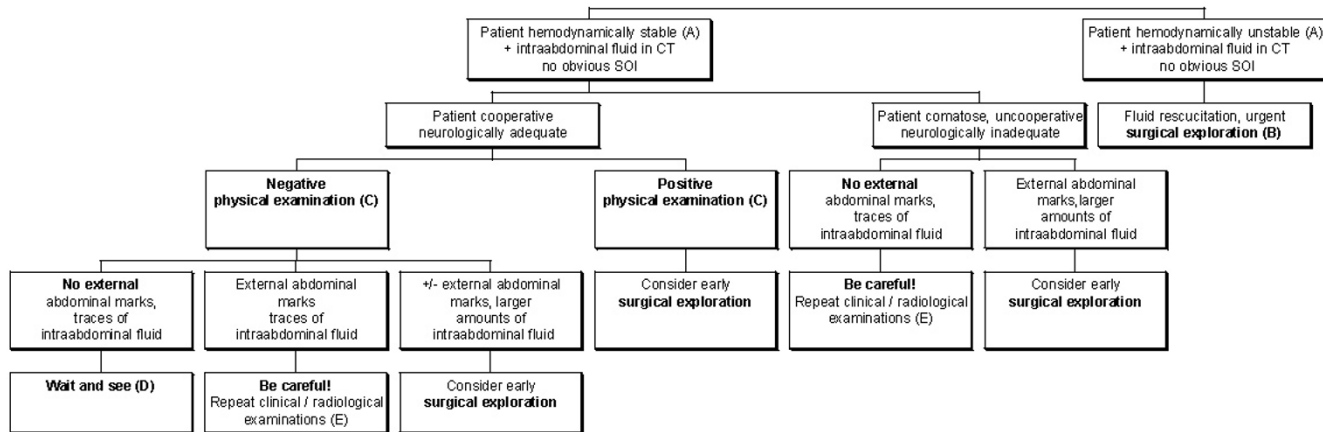 Patient hemodynamically stable (A)
+ intraabdominal fluid in CT
no obvious SOI
Patient hemodynamically unstable (A)
+ intraabdominal fluid in CT
no obvious SOI
Patient cooperative
neurologically adequate
Patient comatose, uncooperative
neurologically inadequate
Fluid rescucitation, urgent
surgical exploration (B)
Negative
physical examination (C)
Positive
physical examination (C)
No external
abdominal marks,
traces of
intraabdominal fluid
External abdominal
marks,larger
amounts of
intraabdominal fluid
No external
abdominal marks,
traces of
intraabdominal fluid
External abdominal
marks
traces of
intraabdominal fluid
+/- external abdominal
marks, larger
amounts of
intraabdominal fluid
Consider early
surgical exploration
Be careful!
Repeat clinical / radiological
examinations (E)
Consider early
surgical exploration
Wait and see (D)
Be careful!
Repeat clinical / radiological
examinations (E)
Consider early
surgical exploration